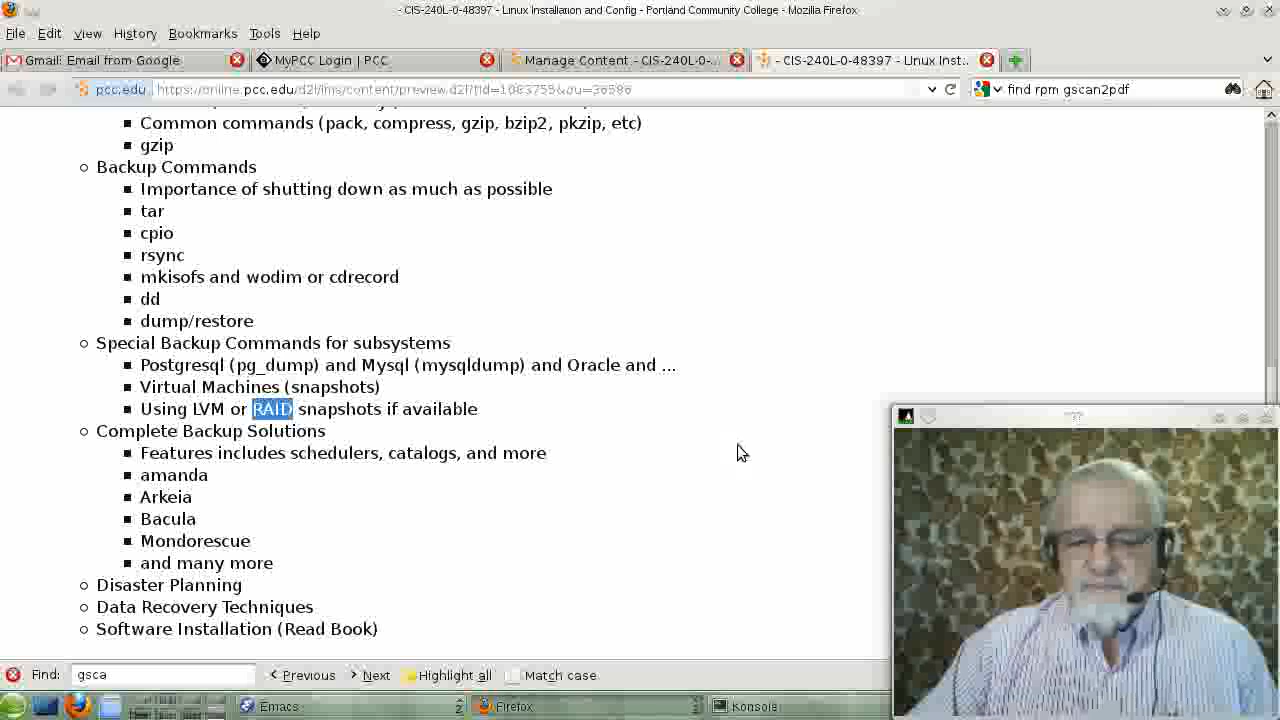 - CIS-240L-0-48397 - Linux Installation and Config - Portland Community College - Mozilla Firefox
File Edit View History Bookmarks Tools Help
Gmail: Email from Google
MyPCC Login | PCC
Manage Content - CIS-240L-0-...
- CIS-240L-0-48397 - Linux Inst...
pcc.edu
find rpm gscan2pdf
Common commands (pack, compress, gzip, bzip2, pkzip, etc)
gzip
Backup Commands
Importance of shutting down as much as possible
tar
cpio
rsync
mkisofs and wodim or cdrecord
dd
dump/restore
Special Backup Commands for subsystems
Postgresql (pg_dump) and Mysql (mysqldump) and Oracle and ...
Virtual Machines (snapshots)
Using LVM or RAID snapshots if available
Complete Backup Solutions
Features includes schedulers, catalogs, and more
amanda
Arkeia
Bacula
Mondorescue
and many more
Disaster Planning
Data Recovery Techniques
Software Installation (Read Book)
Find: gsca Previous Next Highlight all Match case
Emacs 2 Firefox Konsole